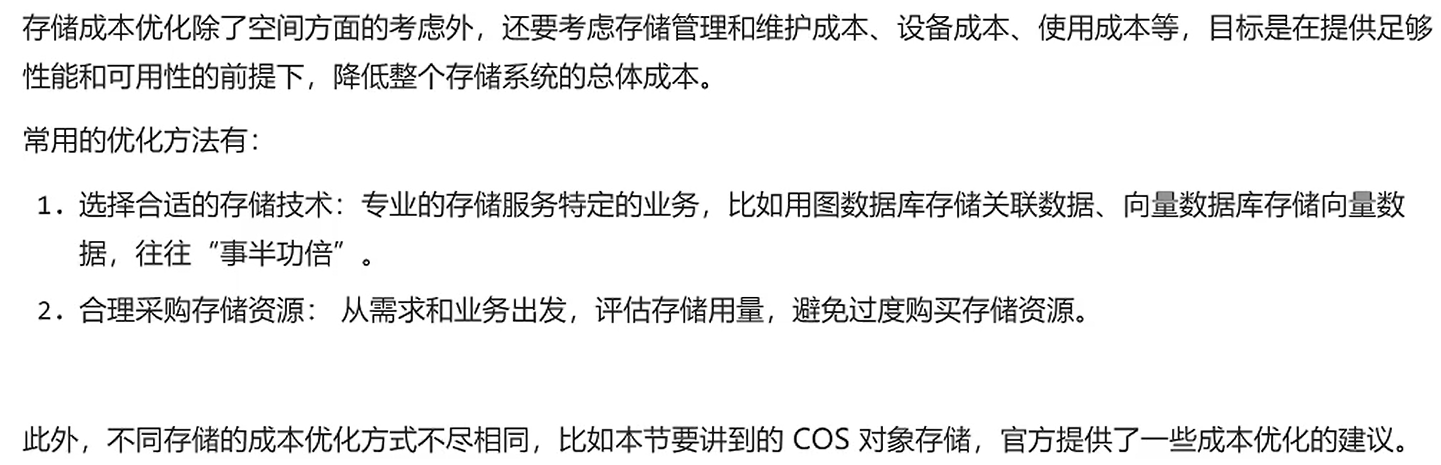 存储成本优化除了空间方面的考虑外，还要考虑存储管理和维护成本、设备成本、使用成本等，目标是在提供足够
性能和可用性的前提下，降低整个存储系统的总体成本。
常用的优化方法有：
1. 选择合适的存储技术：专业的存储服务特定的业务，比如用图数据库存储关联数据、向量数据库存储向量数
据，往往“事半功倍”。
2. 合理采购存储资源： 从需求和业务出发，评估存储用量，避免过度购买存储资源。
此外，不同存储的成本优化方式不尽相同，比如本节要讲到的 COS 对象存储，官方提供了一些成本优化的建议。